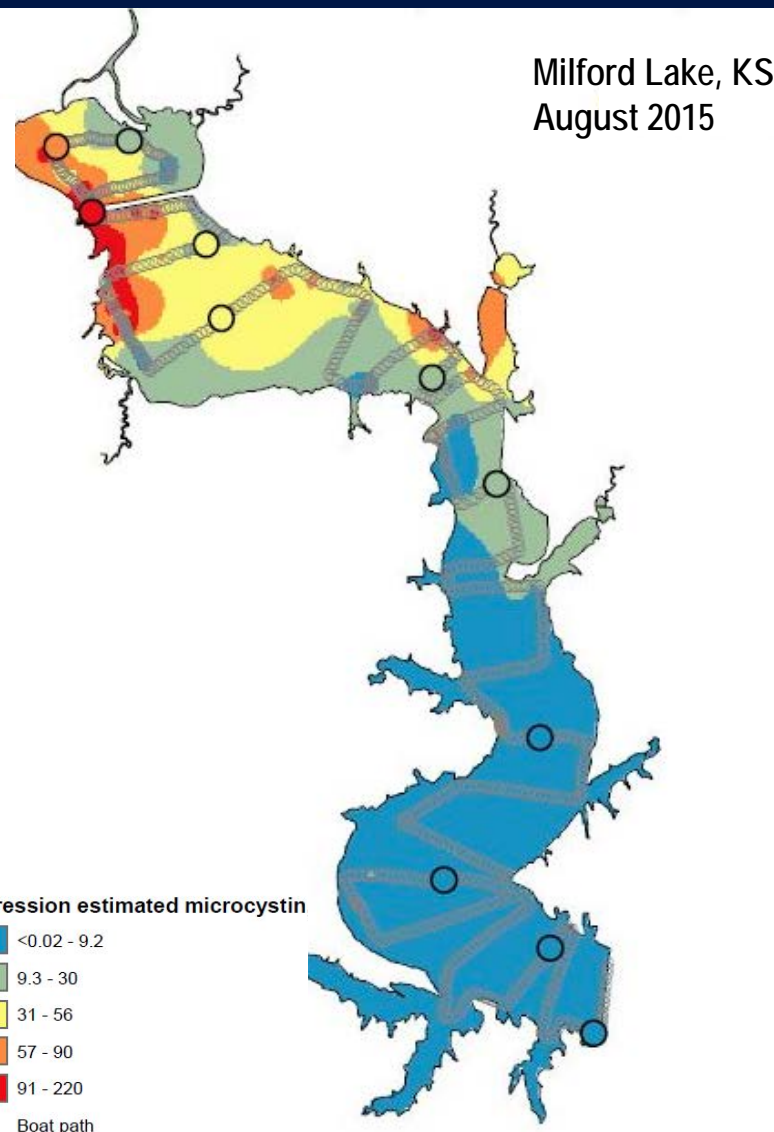 Milford Lake, KS
August 2015
ression estimated microcystin
<0.02 - 9.2
9.3 - 30
31 - 56
57 - 90
91 - 220
Boat path